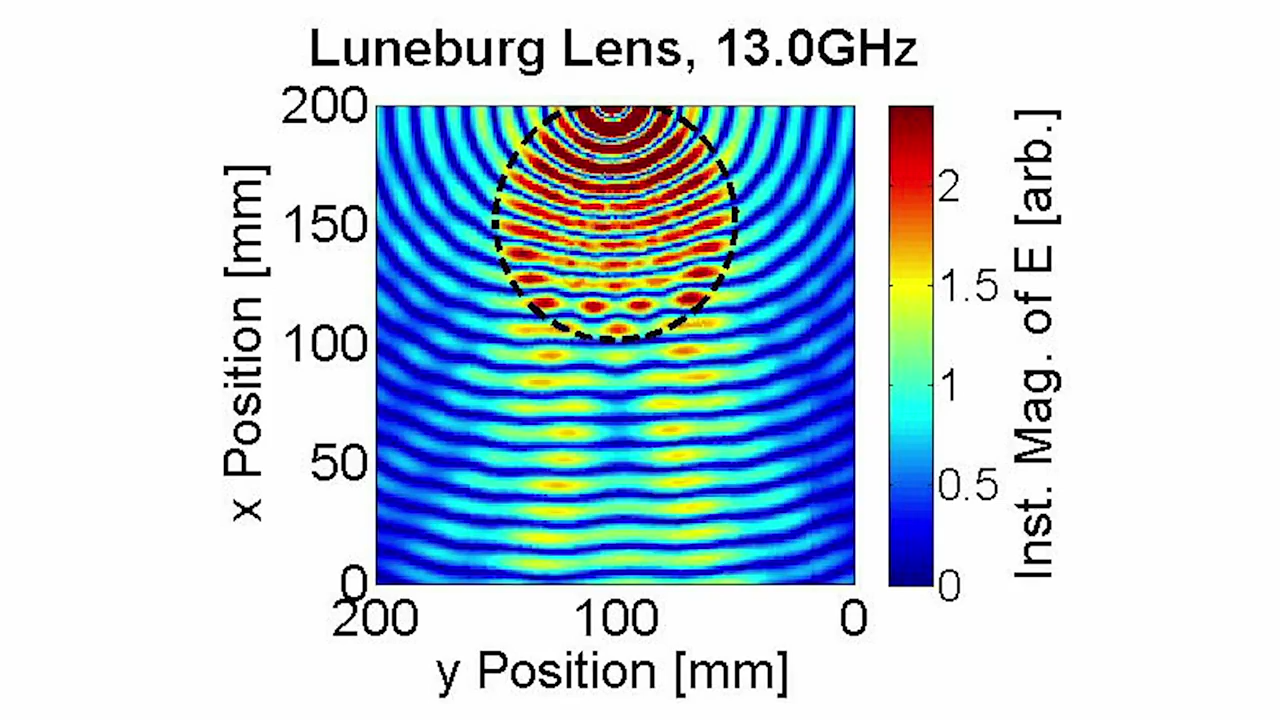 Luneburg Lens, 13.0GHz
200
150
100
50
0
x Position [mm]
200 100 0
y Position [mm]
2
1.5
1
0.5
0
Inst. Mag. of E [arb.]